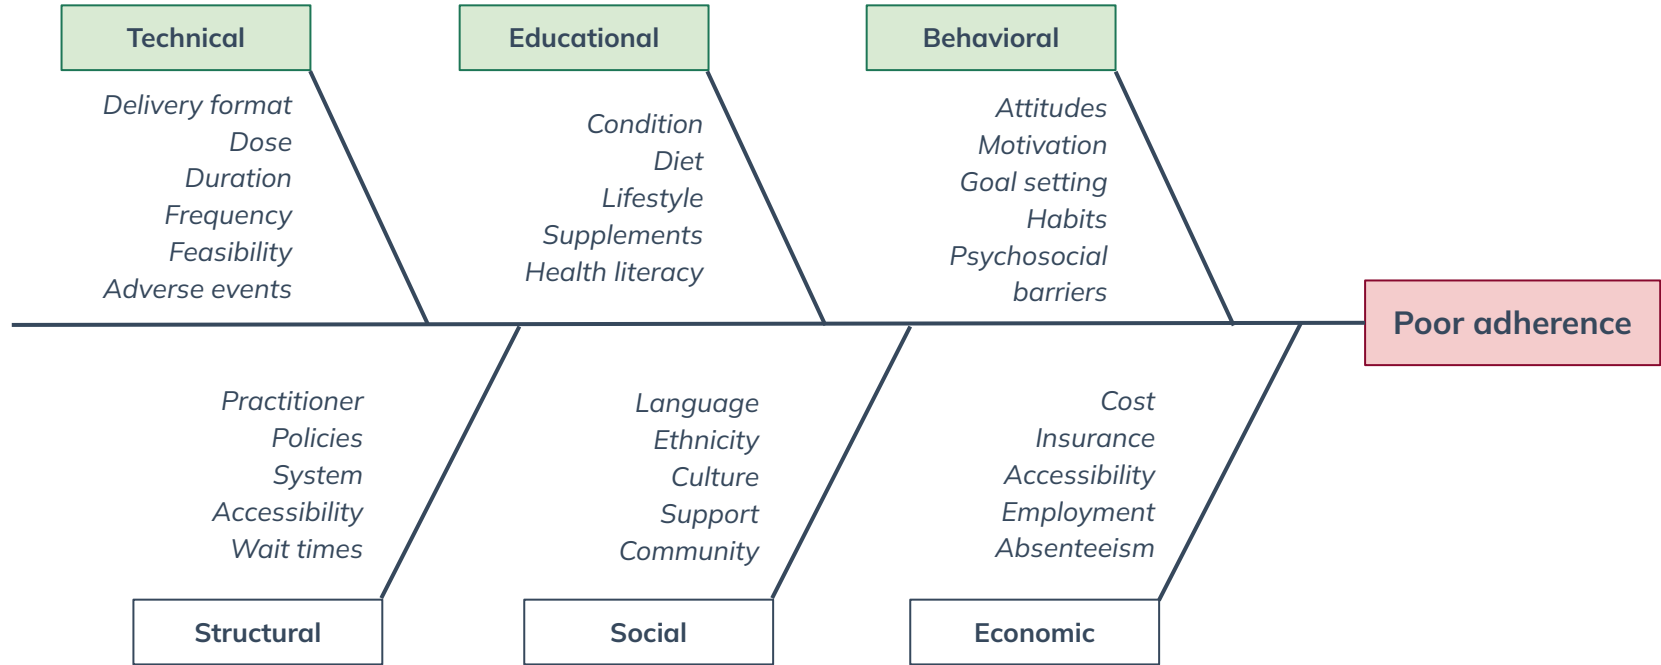 Technical
Educational
Behavioral
Delivery format
Dose
Duration
Frequency
Feasibility
Adverse events
Condition
Diet
Lifestyle
Supplements
Health literacy
Attitudes
Motivation
Goal setting
Habits
Psychosocial
barriers
Poor adherence
Practitioner
Policies
System
Accessibility
Wait times
Language
Ethnicity
Culture
Support
Community
Cost
Insurance
Accessibility
Employment
Absenteeism
Structural
Social
Economic